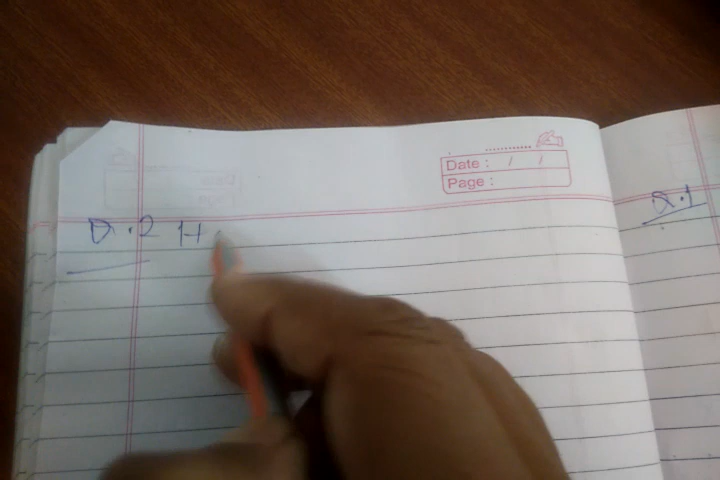 Date : / /
Page :
Q.2 H
Q.1